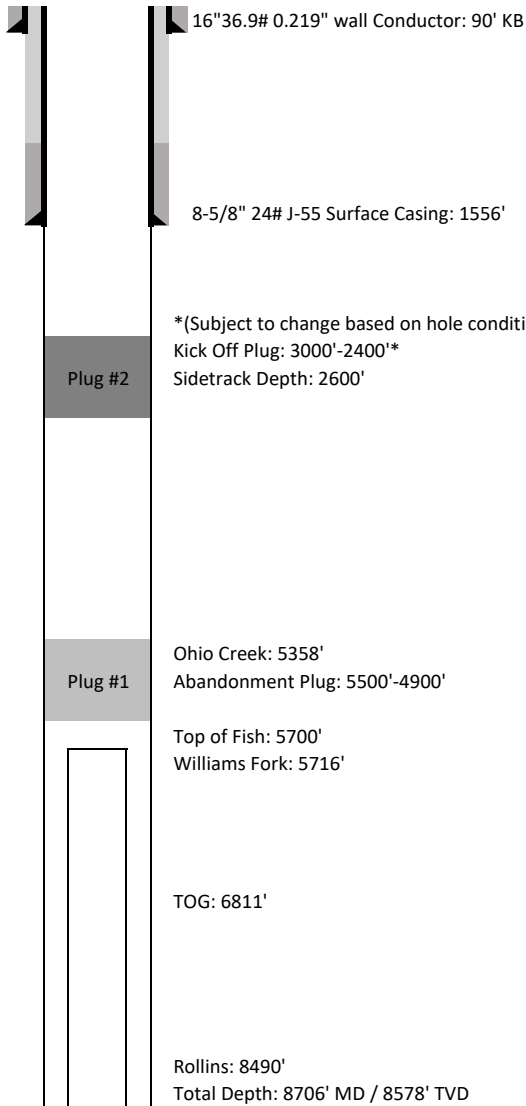 16"36.9# 0.219" wall Conductor: 90' KB
8-5/8" 24# J-55 Surface Casing: 1556'
*(Subject to change based on hole conditi
Kick Off Plug: 3000'-2400'*
Plug #2 Sidetrack Depth: 2600'
Ohio Creek: 5358'
Plug #1 Abandonment Plug: 5500'-4900'
Top of Fish: 5700'
Williams Fork: 5716'
TOG: 6811'
Rollins: 8490'
Total Depth: 8706' MD / 8578' TVD